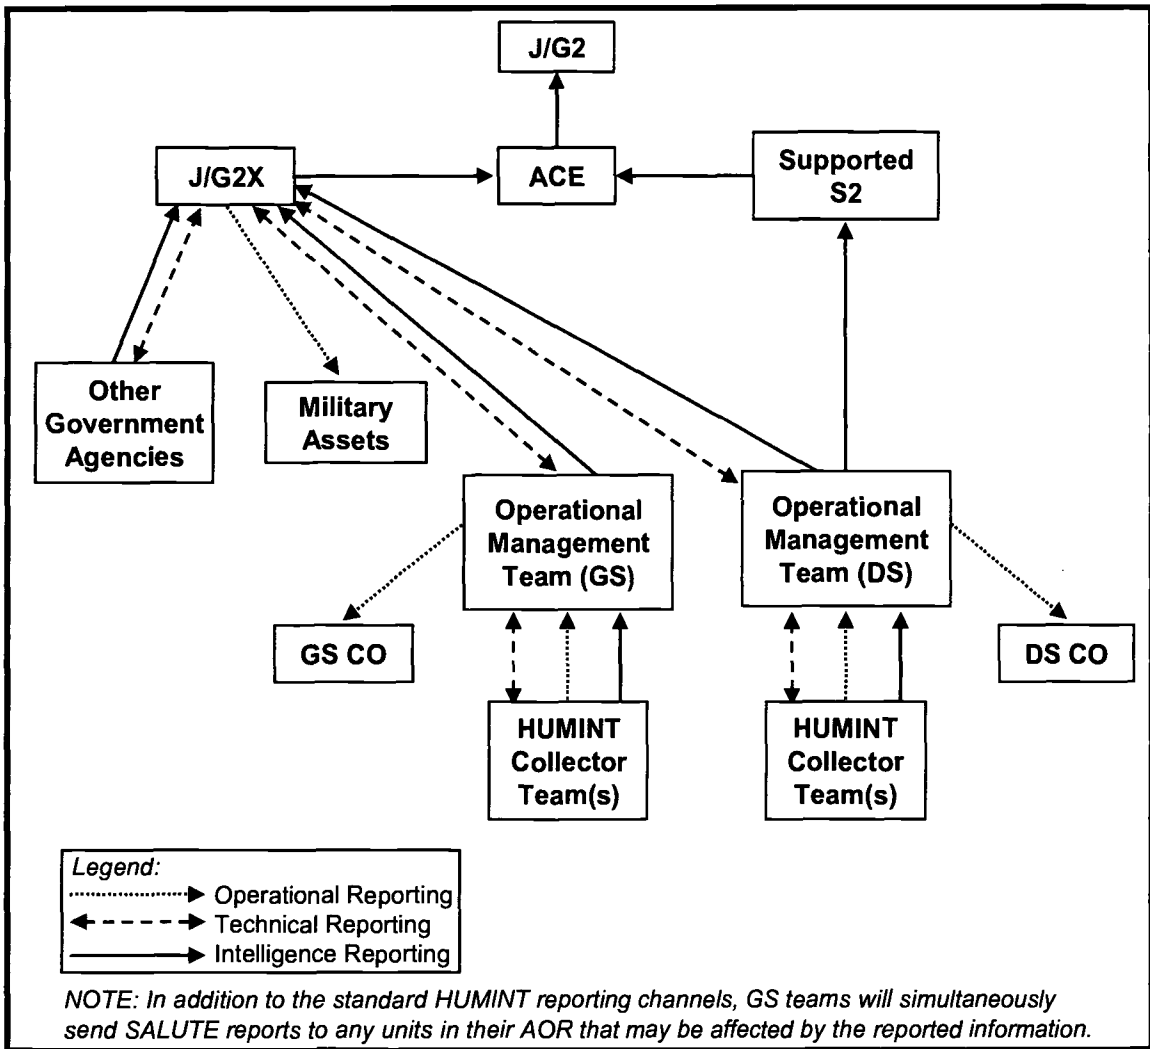 J/G2
J/G2X
ACE
Supported
S2
Other
Government
Agencies
Military
Assets
Operational
Management
Team (GS)
Operational
Management
Team (DS)
GS CO
DS CO
HUMINT
Collector
Team(s)
HUMINT
Collector
Team(s)
Legend:
Operational Reporting
Technical Reporting
Intelligence Reporting
NOTE: In addition to the standard HUMINT reporting channels, GS teams will simultaneously
send SALUTE reports to any units in their AOR that may be affected by the reported information.